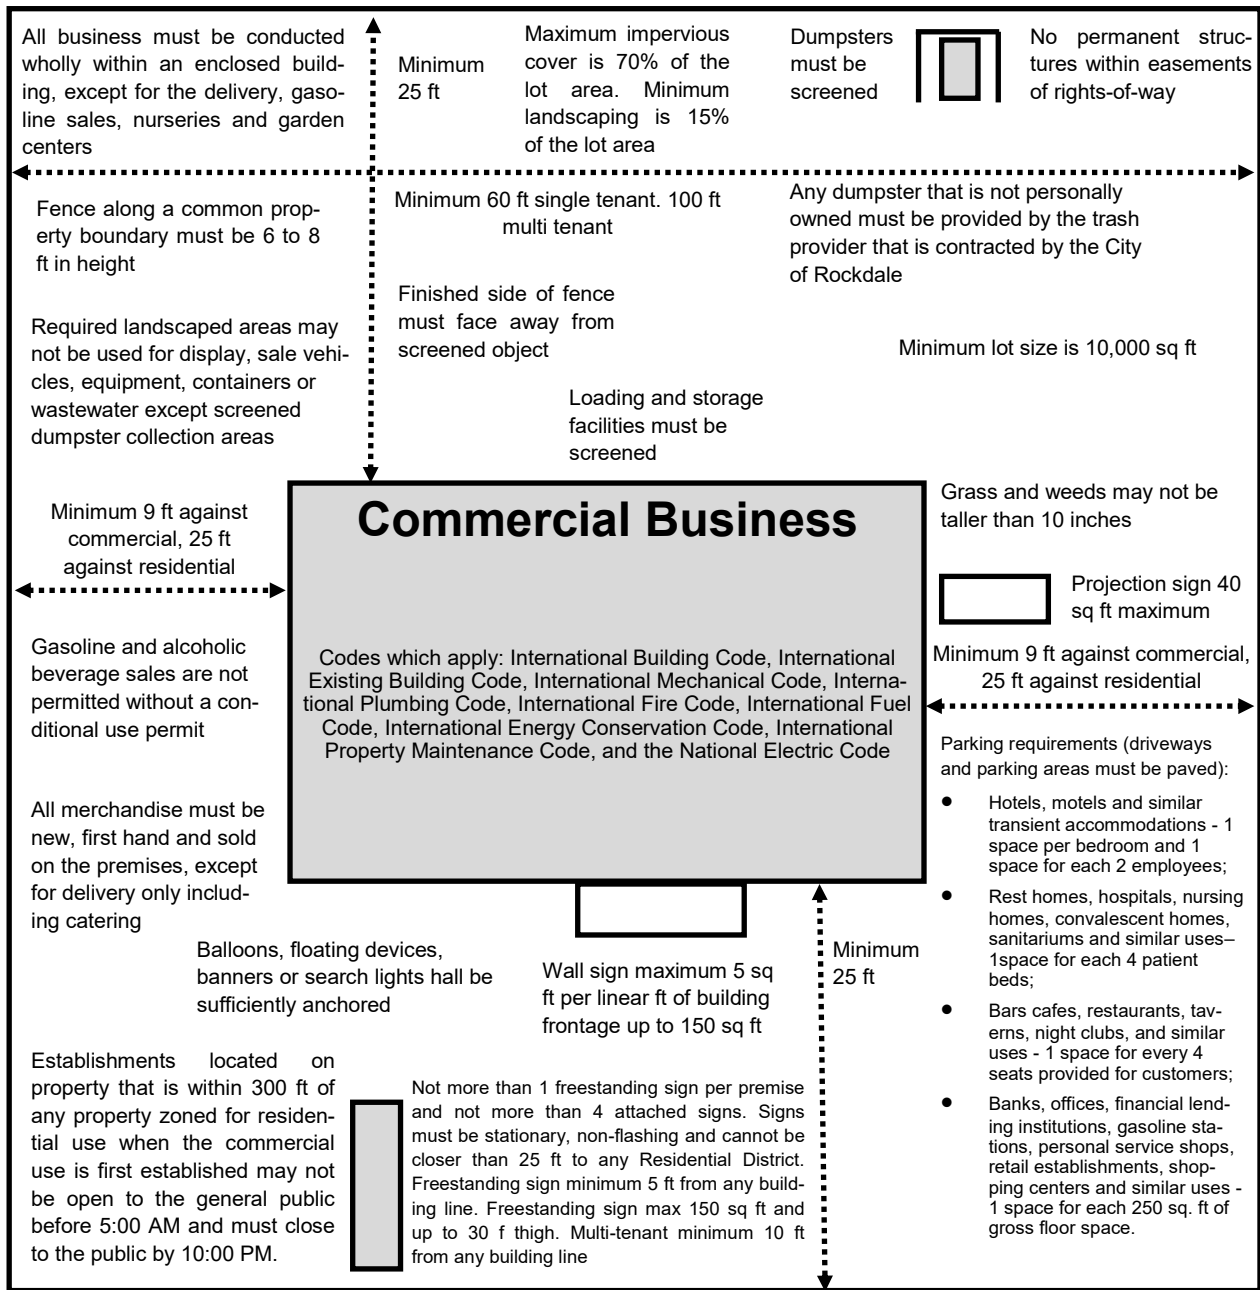 All business must be conducted
wholly within an enclosed build-
ing, except for the delivery, gaso-
line sales, nurseries and garden
centers
Minimum
25 ft
Maximum impervious
cover is 70% of the
lot area. Minimum
landscaping is 15%
of the lot area
Dumpsters
must be
screened
No permanent struc-
tures within easements
of rights-of-way
Fence along a common prop-
erty boundary must be 6 to 8
ft in height
Minimum 60 ft single tenant. 100 ft
multi tenant
Any dumpster that is not personally
owned must be provided by the trash
provider that is contracted by the City
of Rockdale
Finished side of fence
must face away from
screened object
Required landscaped areas may
not be used for display, sale vehi-
cles, equipment, containers or
wastewater except screened
dumpster collection areas
Minimum lot size is 10,000 sq ft
Loading and storage
facilities must be
screened
Minimum 9 ft against
commercial, 25 ft
against residential
Commercial Business
Grass and weeds may not be
taller than 10 inches
Projection sign 40
sq ft maximum
Gasoline and alcoholic
beverage sales are not
permitted without a con-
ditional use permit
Codes which apply: International Building Code, International
Existing Building Code, International Mechanical Code, Interna-
tional Plumbing Code, International Fire Code, International Fuel
Code, International Energy Conservation Code, International
Property Maintenance Code, and the National Electric Code
Minimum 9 ft against commercial,
25 ft against residential
All merchandise must be
new, first hand and sold
on the premises, except
for delivery only includ-
ing catering
Parking requirements (driveways
and parking areas must be paved):
● Hotels, motels and similar
transient accommodations - 1
space per bedroom and 1
space for each 2 employees;
● Rest homes, hospitals, nursing
homes, convalescent homes,
sanitariums and similar uses–
1space for each 4 patient
beds;
● Bars cafes, restaurants, tav-
erns, night clubs, and similar
uses - 1 space for every 4
seats provided for customers;
● Banks, offices, financial lend-
ing institutions, gasoline sta-
tions, personal service shops,
retail establishments, shop-
ping centers and similar uses -
1 space for each 250 sq. ft of
gross floor space.
Balloons, floating devices,
banners or search lights hall be
sufficiently anchored
Wall sign maximum 5 sq
ft per linear ft of building
frontage up to 150 sq ft
Minimum
25 ft
Establishments located on
property that is within 300 ft of
any property zoned for residen-
tial use when the commercial
use is first established may not
be open to the general public
before 5:00 AM and must close
to the public by 10:00 PM.
Not more than 1 freestanding sign per premise
and not more than 4 attached signs. Signs
must be stationary, non-flashing and cannot be
closer than 25 ft to any Residential District.
Freestanding sign minimum 5 ft from any build-
ing line. Freestanding sign max 150 sq ft and
up to 30 f thigh. Multi-tenant minimum 10 ft
from any building line